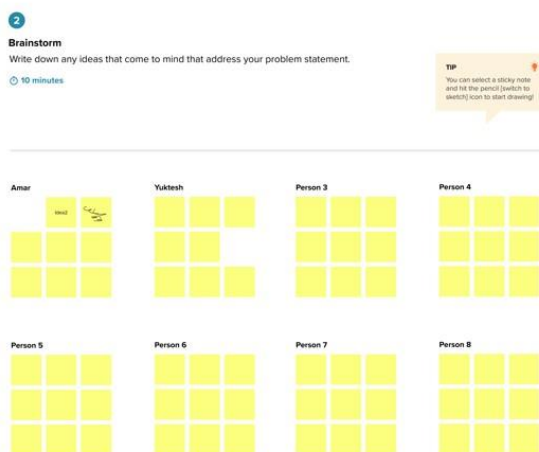 2
Brainstorm
Write down any ideas that come to mind that address your problem statement.
10 minutes
TIP
You can select a sticky note
and hit the pencil [switch to
sketch] icon to start drawing!
Amar
Yuktesh
Person 3
Person 4
Idea2
Person 5
Person 6
Person 7
Person 8